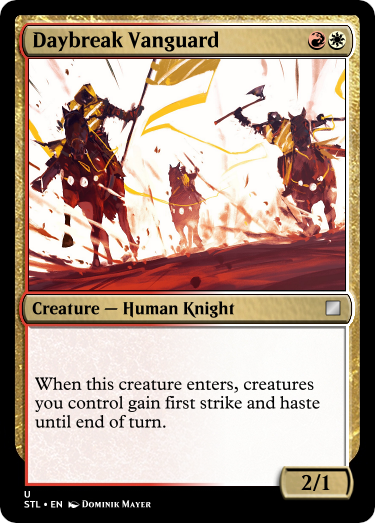 Daybreak Vanguard
Creature — Human Knight
When this creature enters, creatures
you control gain first strike and haste
until end of turn.
2/1
U
STL • EN Dominik Mayer